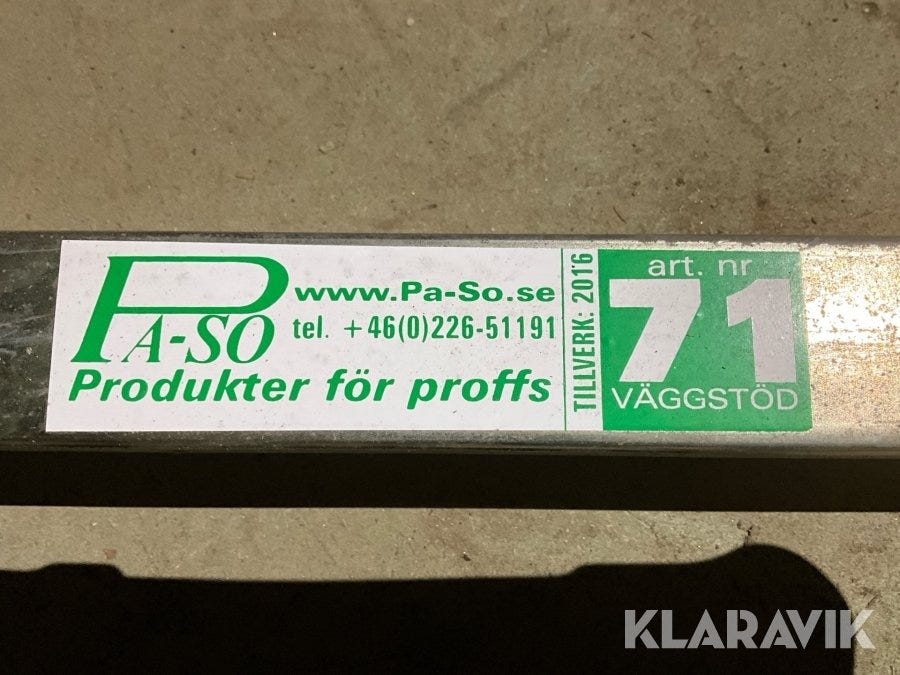 PA-SO
www.Pa-So.se
tel. +46(0)226-51191
Produkter för proffs
TILLVERK: 2016
art. nr
71
VÄGGSTÖD
KLARAVIK